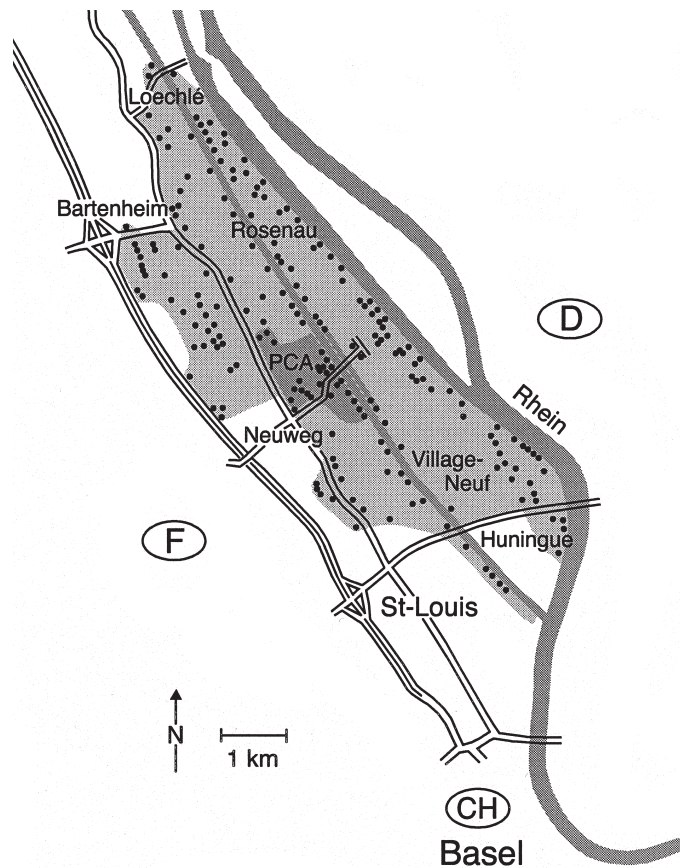 Loechlé
Bartenheim
Rosenau
D
PCA
Rhein
Neuweg
Village-
Neuf
F
Huningue
St-Louis
N
1 km
CH
Basel